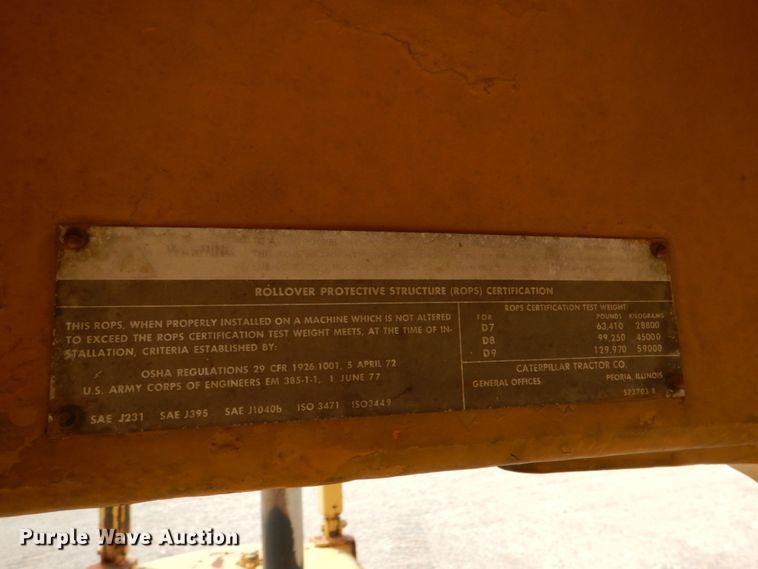 WARNING
ROLLOVER PROTECTIVE STRUCTURE (ROPS) CERTIFICATION
THIS ROPS, WHEN PROPERLY INSTALLED ON A MACHINE WHICH IS NOT ALTERED
TO EXCEED THE ROPS CERTIFICATION TEST WEIGHT MEETS, AT THE TIME OF IN-
STALLATION, CRITERIA ESTABLISHED BY:
OSHA REGULATIONS 29 CFR 1926.1001, 5 APRIL 72
U.S. ARMY CORPS OF ENGINEERS EM 385-1-1, 1 JUNE 77
SAE J231 SAE J395 SAE J1040b ISO 3471 ISO3449
ROPS CERTIFICATION TEST WEIGHT
FOR POUNDS KILOGRAMS
D7 63,410 28800
D8 99,250 45000
D9 129,970 59000
CATERPILLAR TRACTOR CO.
GENERAL OFFICES PEORIA, ILLINOIS
Purple Wave Auction